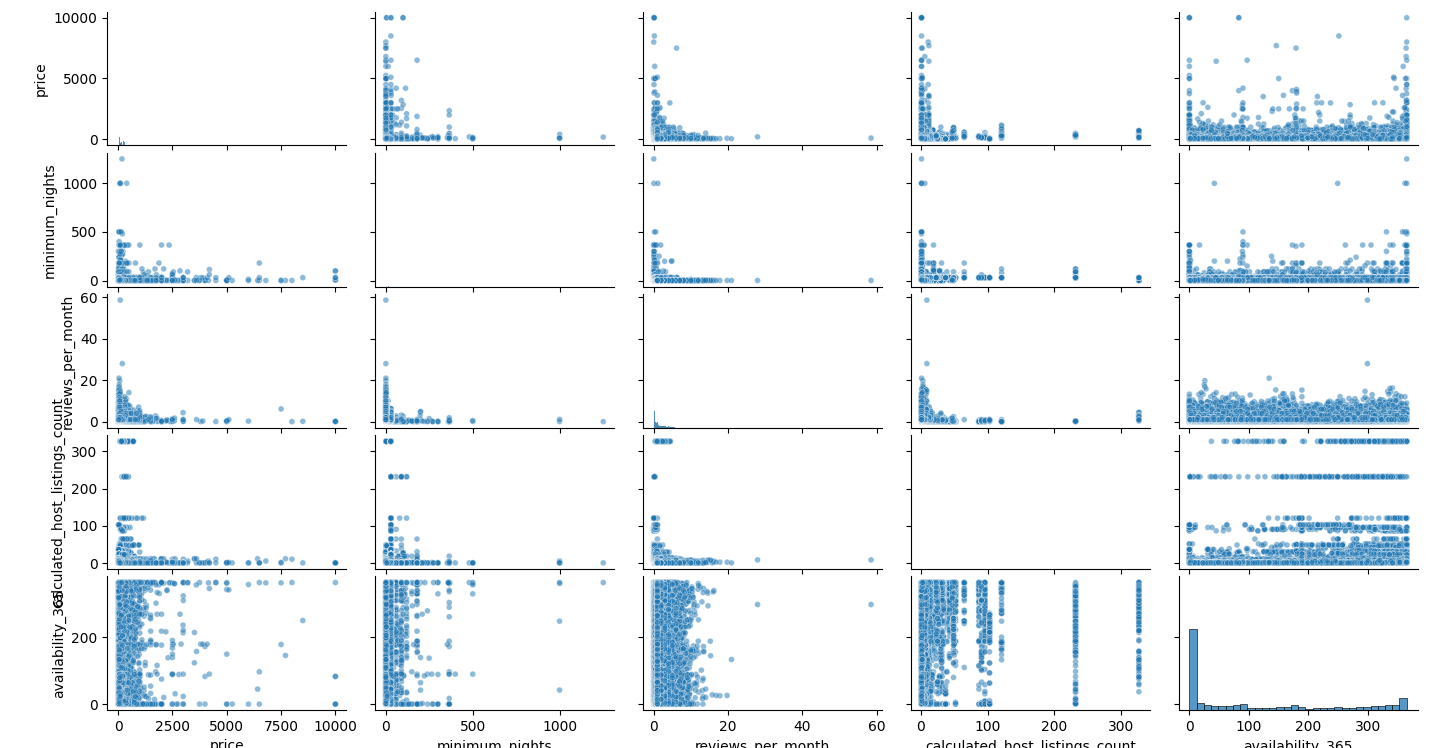 price
10000
5000
0
minimum_nights
1000
500
0
reviews_per_month
60
40
20
0
calculated_host_listings_count
300
200
100
0
availability_365
200
0
0 2500 5000 7500 10000
0 500 1000
0 20 40 60
0 100 200 300
0 100 200 300
price
minimum_nights
reviews_per_month
calculated_host_listings_count
availability_365